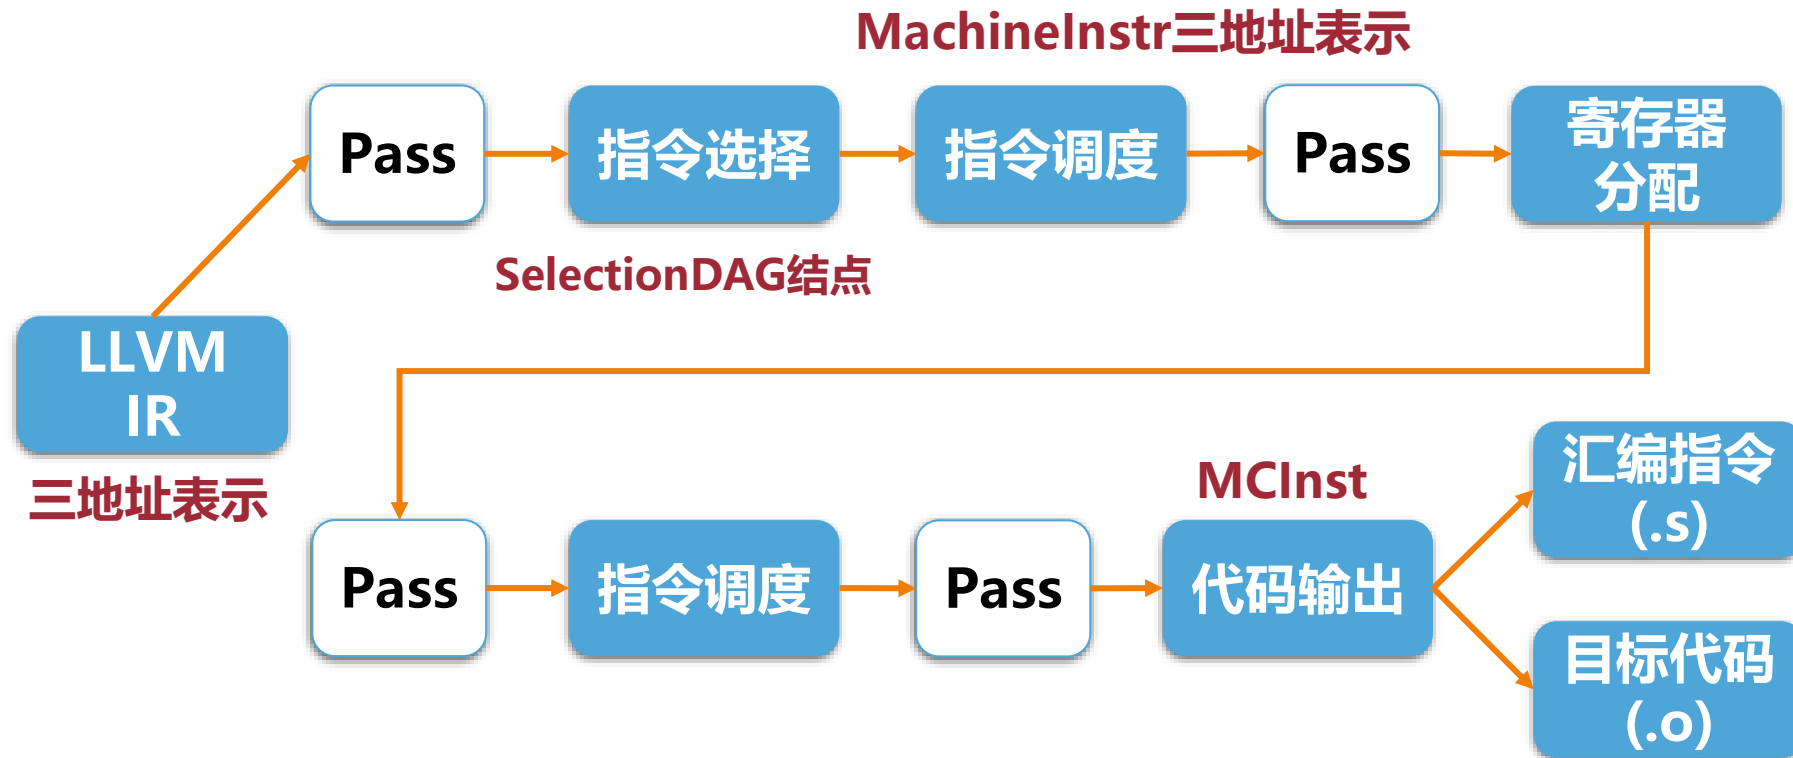 MachineInstr三地址表示
Pass
指令选择
指令调度
Pass
寄存器
分配
SelectionDAG结点
LLVM
IR
三地址表示
MCInst
汇编指令
(.s)
Pass
指令调度
Pass
代码输出
目标代码
(.o)